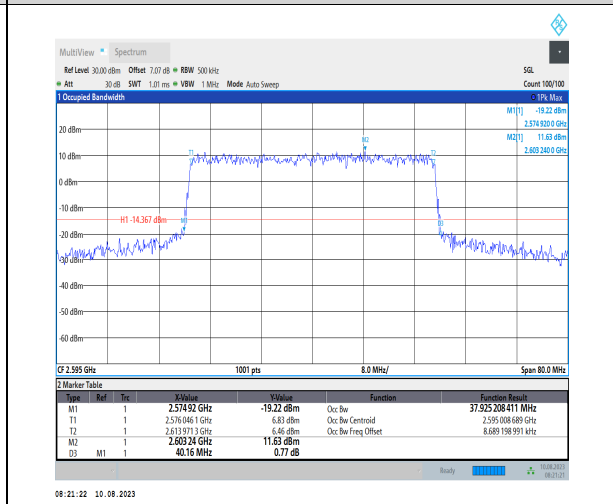 MultiView Spectrum
Ref Level 30.00 dBm Offset 7.07 dB RBW 500 kHz SGL
Att 30 dB SWT 1.01 ms VBW 1 MHz Mode Auto Sweep Count 100/100
1 Occupied Bandwidth 1Pk Max
M1[1] -19.22 dBm
2.574 920 0 GHz
M2[1] 11.63 dBm
2.603 240 0 GHz
20 dBm
M2
T1 T2
10 dBm
0 dBm
-10 dBm
H1 -14.367 dBm
M1
-20 dBm
-30 dBm
-40 dBm
-50 dBm
-60 dBm
CF 2.595 GHz 1001 pts 8.0 MHz/ Span 80.0 MHz
2 Marker Table
Type Ref Trc X-Value Y-Value Function Function Result
M1 1 2.574 92 GHz -19.22 dBm Occ Bw 37.925 208 411 MHz
T1 1 2.576 046 1 GHz 6.83 dBm Occ Bw Centroid 2.595 008 689 GHz
T2 1 2.613 971 3 GHz 6.46 dBm Occ Bw Freq Offset 8.689 198 991 kHz
M2 1 2.603 24 GHz 11.63 dBm
D3 M1 1 40.16 MHz 0.77 dB
Ready 10.08.2023
08:21:21
08:21:22 10.08.2023